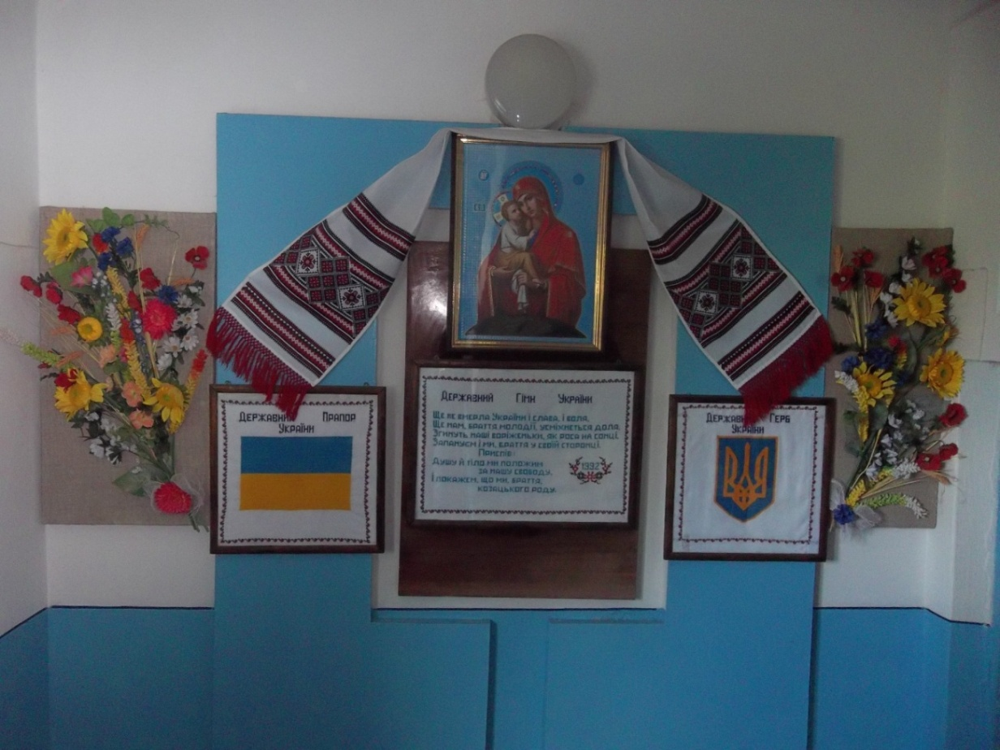 Державний Прапор
України
Державний Гімн України
Ще не вмерла України і слава, і воля,
Ще нам, браття молодії, усміхнеться доля.
Згинуть наші воріженьки, як роса на сонці.
Запануєм і ми, браття у своїй сторонці.
Приспів:
Душу й тіло ми положим
за нашу свободу.
І покажем, що ми, браття,
козацького роду.
1992
Герб
України